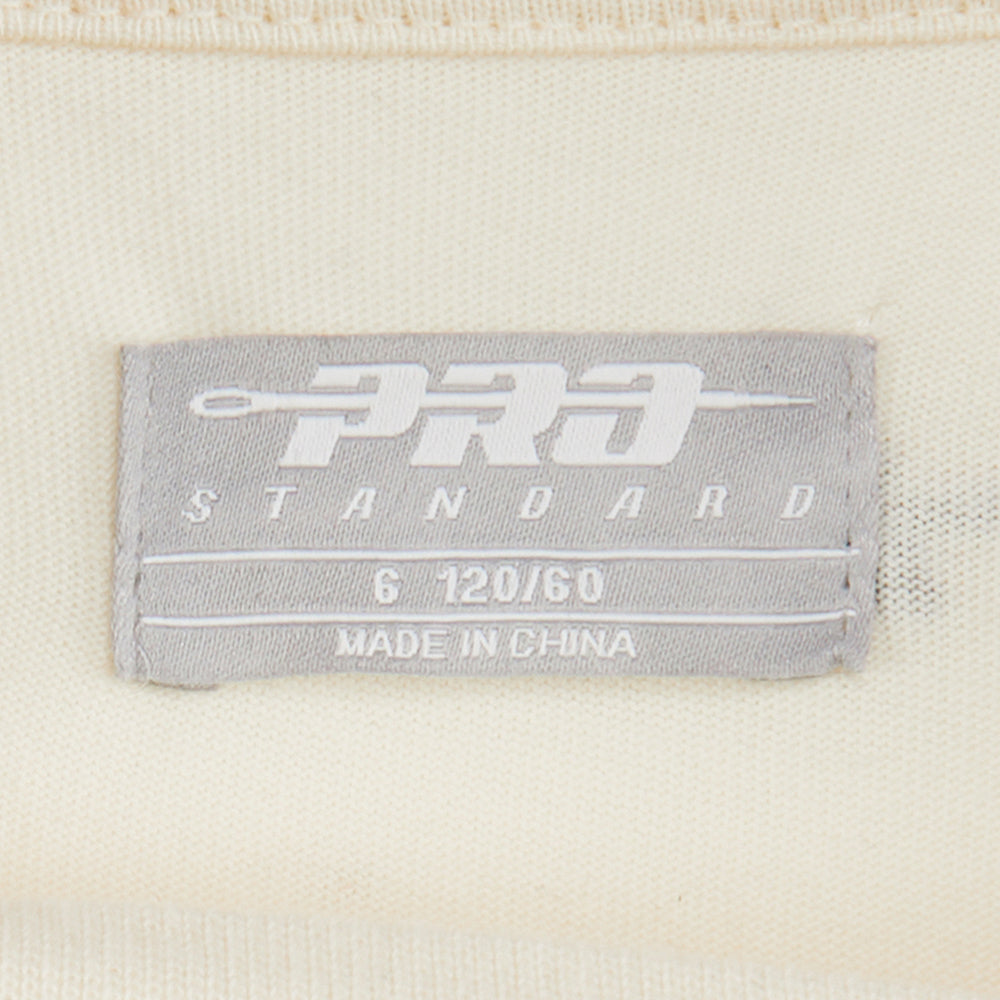 PRO
STANDARD
6 120/60
MADE IN CHINA